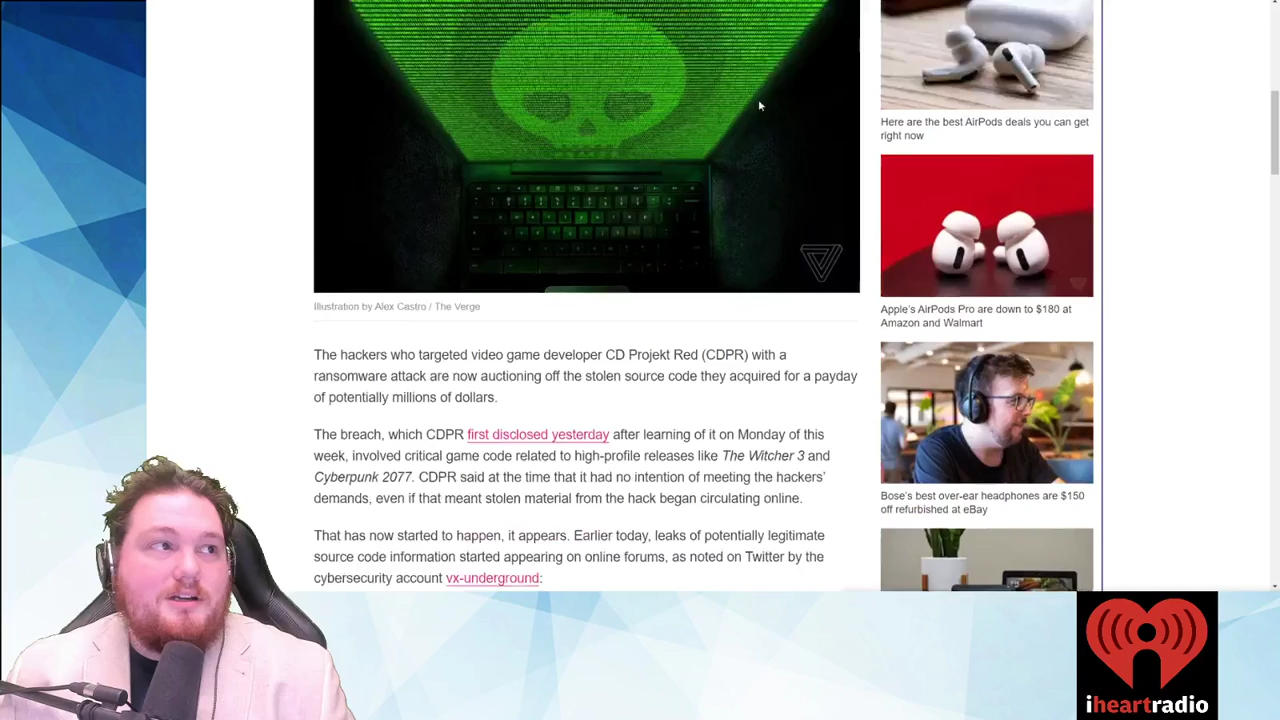 Here are the best AirPods deals you can get
right now
Apple's AirPods Pro are down to $180 at
Amazon and Walmart
Illustration by Alex Castro / The Verge
The hackers who targeted video game developer CD Projekt Red (CDPR) with a
ransomware attack are now auctioning off the stolen source code they acquired for a payday
of potentially millions of dollars.
The breach, which CDPR first disclosed yesterday after learning of it on Monday of this
week, involved critical game code related to high-profile releases like The Witcher 3 and
Cyberpunk 2077. CDPR said at the time that it had no intention of meeting the hackers'
demands, even if that meant stolen material from the hack began circulating online.
That has now started to happen, it appears. Earlier today, leaks of potentially legitimate
source code information started appearing on online forums, as noted on Twitter by the
cybersecurity account vx-underground:
Bose's best over-ear headphones are $150
off refurbished at eBay
iheartradio